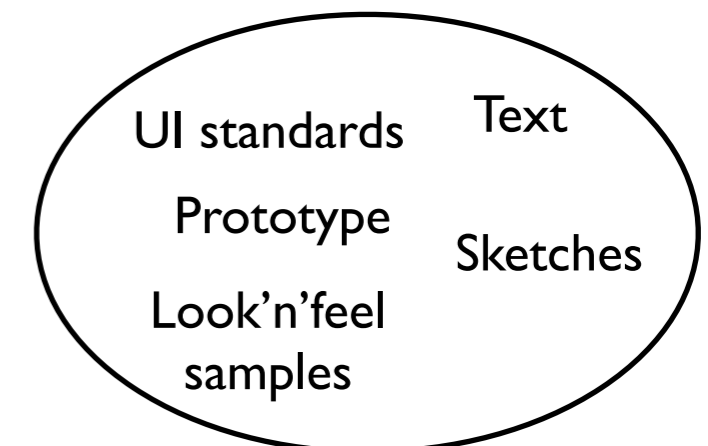 UI standards
Text
Prototype
Sketches
Look’n’feel
samples